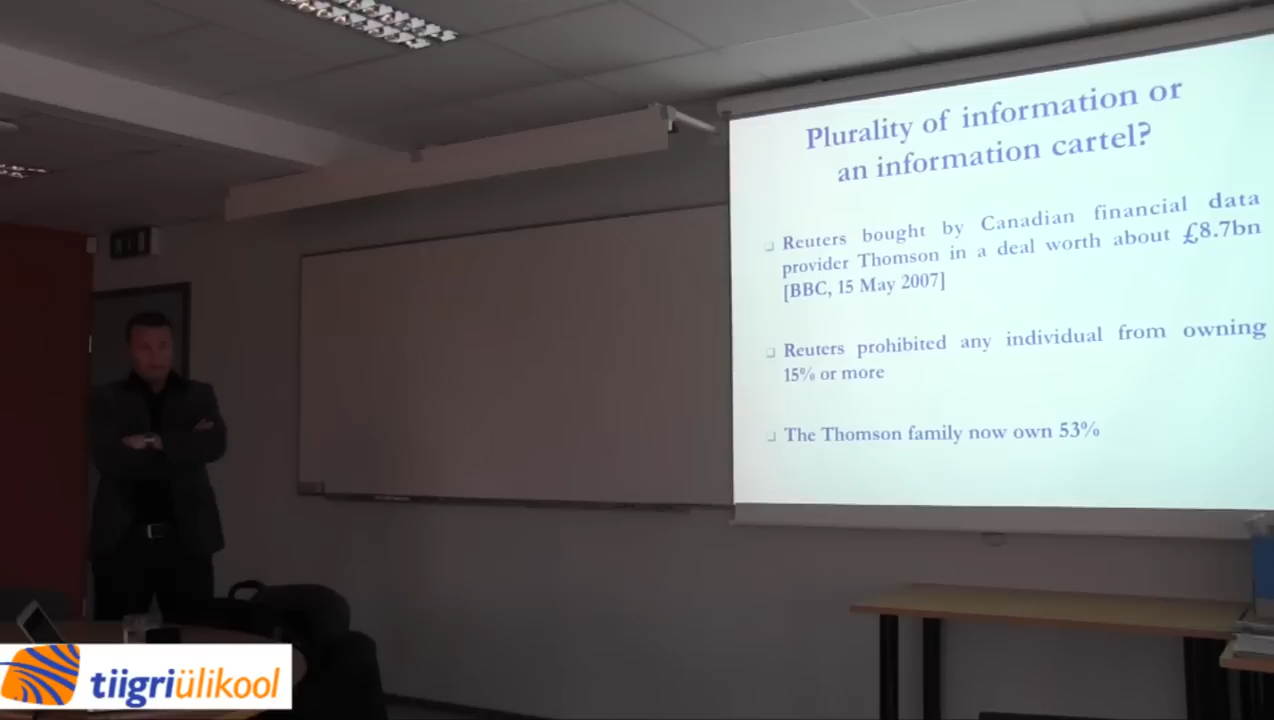 Plurality of information or
an information cartel?
Reuters bought by Canadian financial data
provider Thomson in a deal worth about £8.7bn
[BBC, 15 May 2007]
Reuters prohibited any individual from owning
15% or more
The Thomson family now own 53%
tiigriülikool